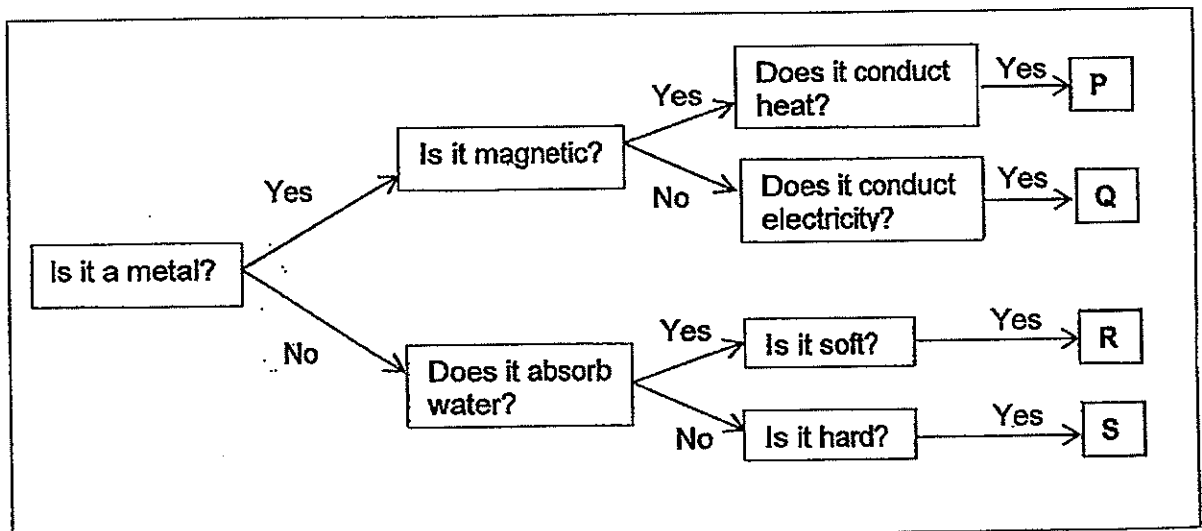 Does it conduct
heat?
Yes
P
Yes
Is it magnetic?
No
Does it conduct
electricity?
Yes
Q
Yes
Is it a metal?
No
Does it absorb
water?
Yes
Is it soft?
Yes
R
No
Is it hard?
Yes
S